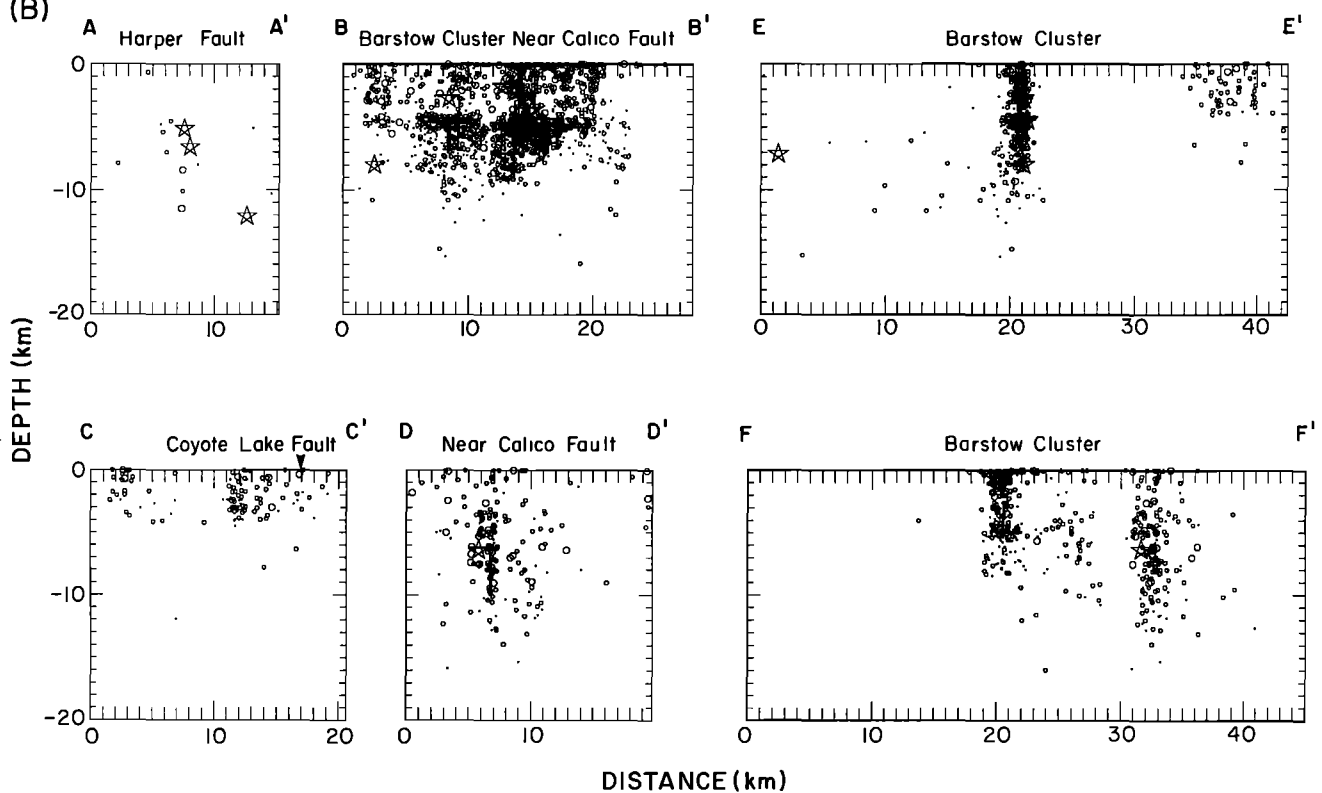 (B)
A Harper Fault A'
B Barstow Cluster Near Calico Fault B'
E Barstow Cluster E'
0
-10
-20
0 10
0 10 20
0 10 20 30 40
DEPTH (km)
C Coyote Lake Fault C'
D Near Calico Fault D'
F Barstow Cluster F'
0
-10
-20
0 10 20
0 10
0 10 20 30 40
DISTANCE (km)